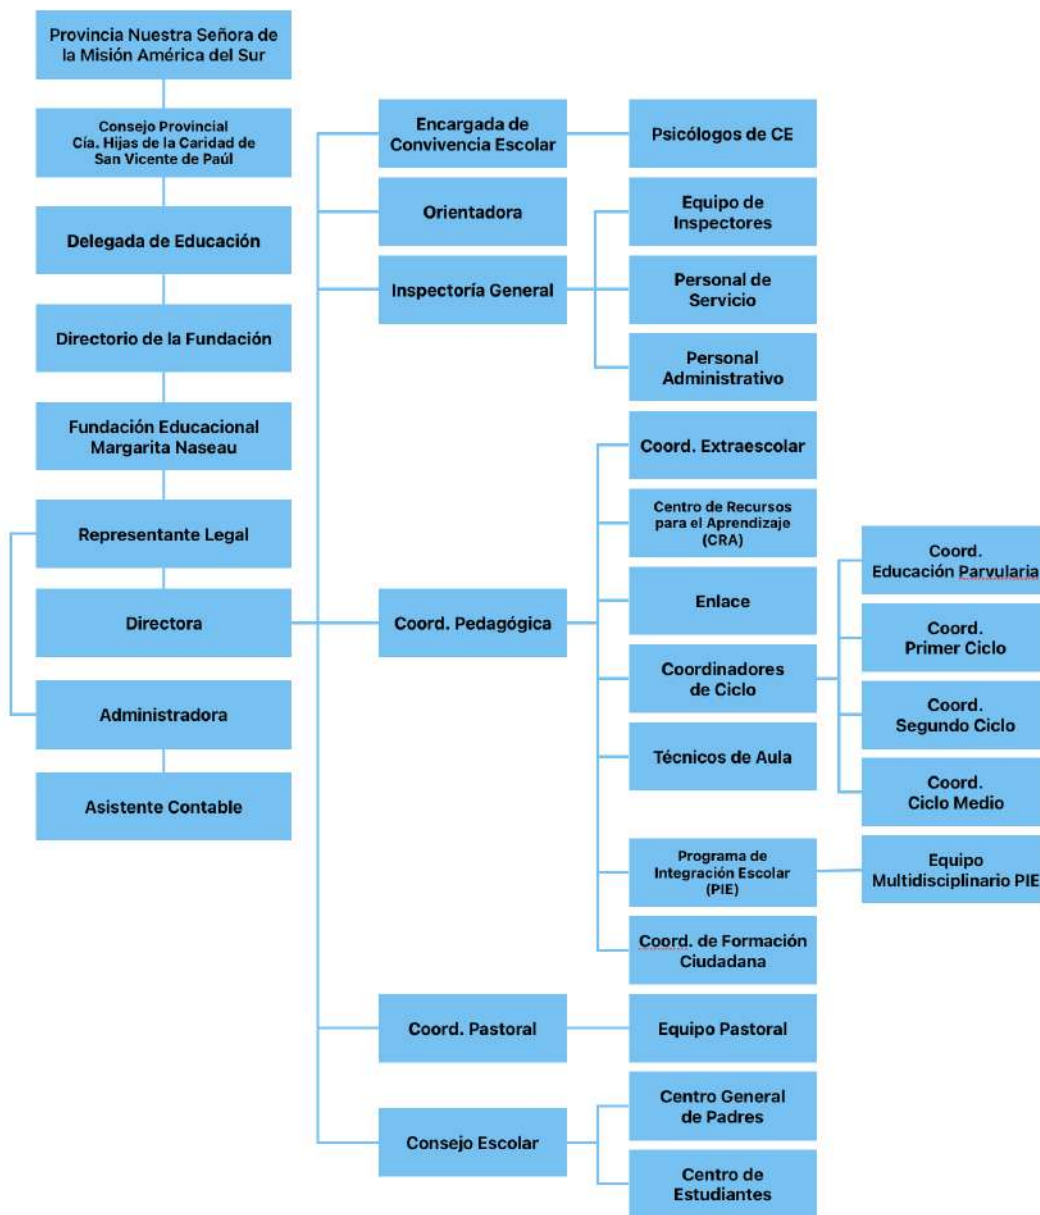 Provincia Nuestra Señora de
la Misión América del Sur
Consejo Provincial
Cía. Hijas de la Caridad de
San Vicente de Paúl
Delegada de Educación
Directorio de la Fundación
Fundación Educacional
Margarita Naseau
Representante Legal
Directora
Administradora
Asistente Contable
Encargada de
Convivencia Escolar
Orientadora
Inspectoría General
Coord. Pedagógica
Coord. Pastoral
Consejo Escolar
Psicólogos de CE
Equipo de
Inspectores
Personal de
Servicio
Personal
Administrativo
Coord. Extraescolar
Centro de Recursos
para el Aprendizaje
(CRA)
Enlace
Coordinadores
de Ciclo
Técnicos de Aula
Programa de
Integración Escolar
(PIE)
Coord. de Formación
Ciudadana
Equipo Pastoral
Centro General
de Padres
Centro de
Estudiantes
Coord.
Educación Parvularia
Coord.
Primer Ciclo
Coord.
Segundo Ciclo
Coord.
Ciclo Medio
Equipo
Multidisciplinario PIE